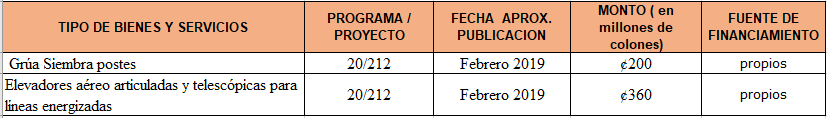 TIPO DE BIENES Y SERVICIOS
PROGRAMA /
PROYECTO
FECHA APROX.
PUBLICACION
MONTO ( en
millones de
colones)
FUENTE DE
FINANCIAMIENTO
Grúa Siembra postes
20/212
Febrero 2019
¢200
propios
Elevadores aéreo articuladas y telescópicas para
líneas energizadas
20/212
Febrero 2019
¢360
propios